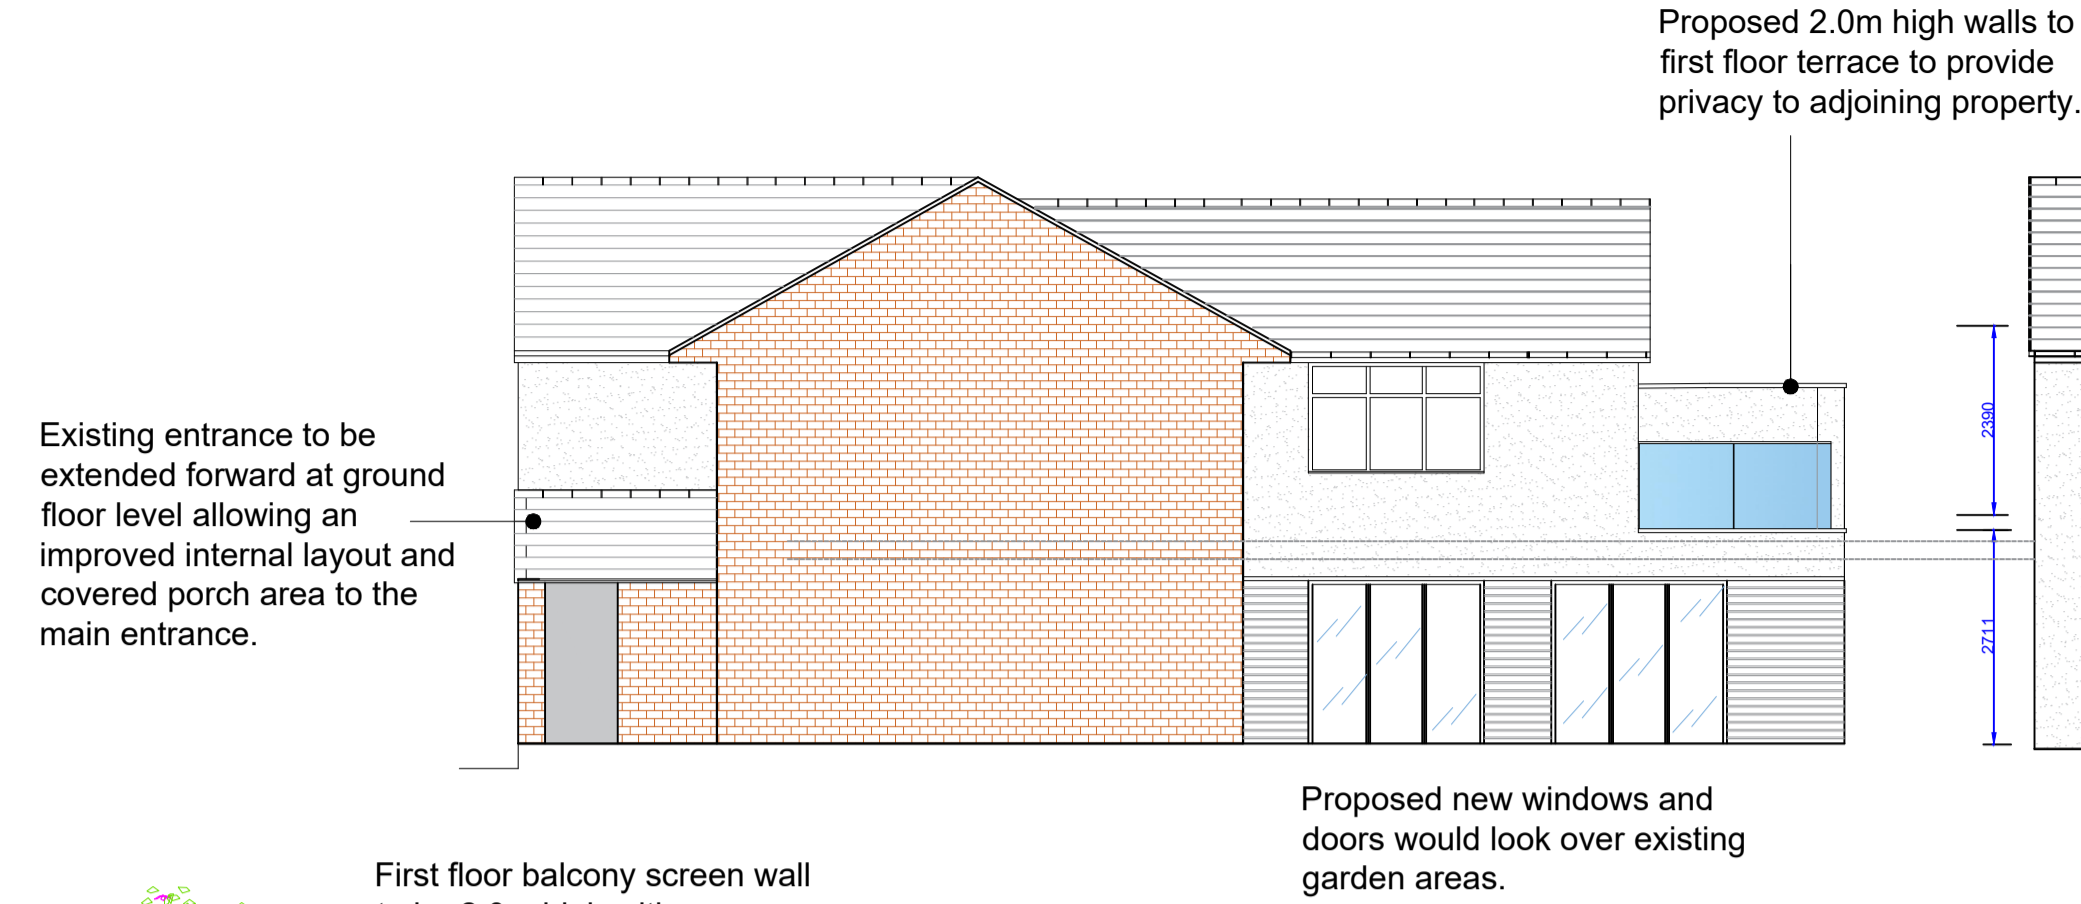 Proposed 2.0m high walls to
first floor terrace to provide
privacy to adjoining property.
Existing entrance to be
extended forward at ground
floor level allowing an
improved internal layout and
covered porch area to the
main entrance.
2390
2711
Proposed new windows and
doors would look over existing
garden areas.
First floor balcony screen wall